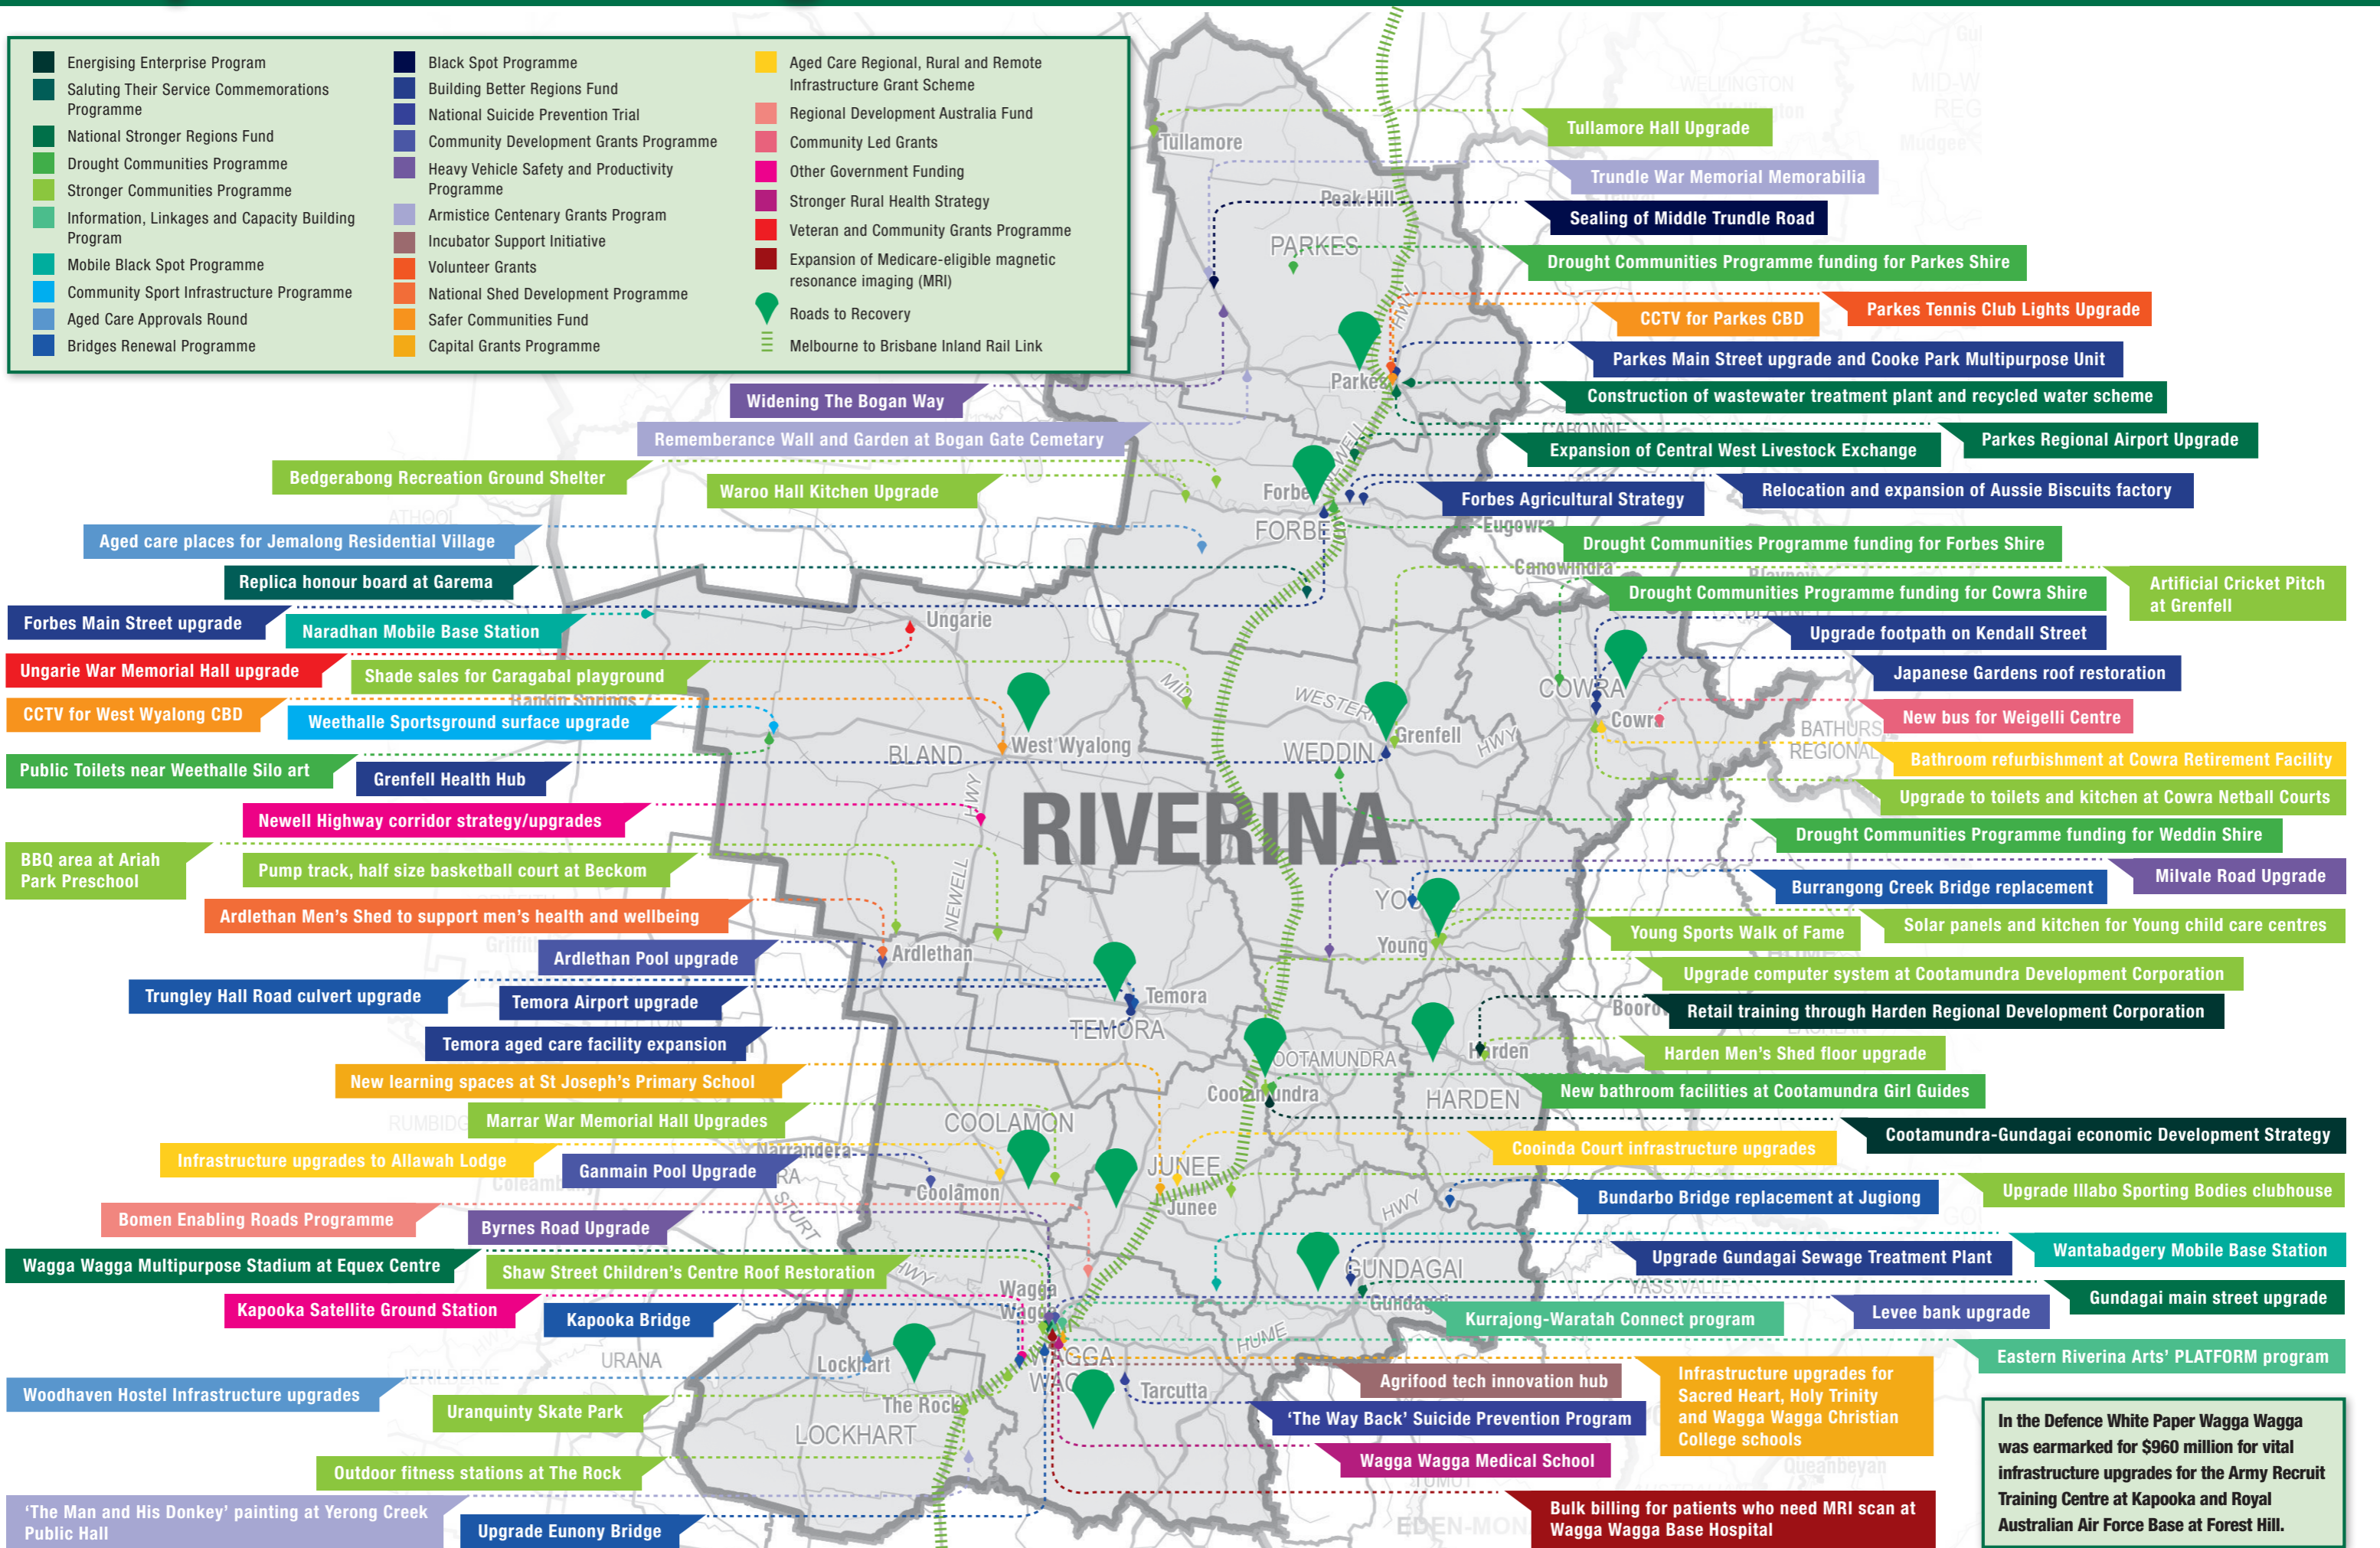 Energising Enterprise Program
Saluting Their Service Commemorations
Programme
National Stronger Regions Fund
Drought Communities Programme
Stronger Communities Programme
Information, Linkages and Capacity Building
Program
Mobile Black Spot Programme
Community Sport Infrastructure Programme
Aged Care Approvals Round
Bridges Renewal Programme
Black Spot Programme
Building Better Regions Fund
National Suicide Prevention Trial
Community Development Grants Programme
Heavy Vehicle Safety and Productivity
Programme
Armistice Centenary Grants Program
Incubator Support Initiative
Volunteer Grants
National Shed Development Programme
Safer Communities Fund
Capital Grants Programme
Aged Care Regional, Rural and Remote
Infrastructure Grant Scheme
Regional Development Australia Fund
Community Led Grants
Other Government Funding
Stronger Rural Health Strategy
Veteran and Community Grants Programme
Expansion of Medicare-eligible magnetic
resonance imaging (MRI)
Roads to Recovery
Melbourne to Brisbane Inland Rail Link
Widening The Bogan Way
Rememberance Wall and Garden at Bogan Gate Cemetary
Bedgerabong Recreation Ground Shelter
Waroo Hall Kitchen Upgrade
Aged care places for Jemalong Residential Village
Replica honour board at Garema
Forbes Main Street upgrade
Naradhan Mobile Base Station
Ungarie War Memorial Hall upgrade
Shade sales for Caragabal playground
CCTV for West Wyalong CBD
Weethalle Sportsground surface upgrade
Public Toilets near Weethalle Silo art
Grenfell Health Hub
Newell Highway corridor strategy/upgrades
BBQ area at Ariah
Park Preschool
Pump track, half size basketball court at Beckom
Ardlethan Men's Shed to support men's health and wellbeing
Ardlethan Pool upgrade
Trungley Hall Road culvert upgrade
Temora Airport upgrade
Temora aged care facility expansion
New learning spaces at St Joseph's Primary School
Marrar War Memorial Hall Upgrades
Infrastructure upgrades to Allawah Lodge
Ganmain Pool Upgrade
Bomen Enabling Roads Programme
Byrnes Road Upgrade
Wagga Wagga Multipurpose Stadium at Equex Centre
Shaw Street Children's Centre Roof Restoration
Kapooka Satellite Ground Station
Kapooka Bridge
Woodhaven Hostel Infrastructure upgrades
Uranquinty Skate Park
Outdoor fitness stations at The Rock
'The Man and His Donkey' painting at Yerong Creek
Public Hall
Upgrade Eunony Bridge
Tullamore
Peak Hill
PARKES
HWY
Parkes
Forbes
FORBES
Eugowra
Canowindra
Ungarie
Rankin Springs
MID
WESTERN
HWY
COWRA
Cowra
BLAND
West Wyalong
WEDDIN
Grenfell
RIVERINA
NEWELL
HWY
Young
Ardlethan
Temora
TEMORA
Harden
HARDEN
COOLAMON
Narrandera
Coolamon
JUNEE
Junee
STURT
HWY
HWY
GUNDAGAI
Gundagai
Wagga
Wagga
WAGGA
HUME
URANA
Lockhart
LOCKHART
The Rock
Tarcutta
WELLINGTON
Mudgee
REGIONAL
YASS VALLEY
Queanbeyan
Tullamore Hall Upgrade
Trundle War Memorial Memorabilia
Sealing of Middle Trundle Road
Drought Communities Programme funding for Parkes Shire
CCTV for Parkes CBD
Parkes Tennis Club Lights Upgrade
Parkes Main Street upgrade and Cooke Park Multipurpose Unit
Construction of wastewater treatment plant and recycled water scheme
Parkes Regional Airport Upgrade
Expansion of Central West Livestock Exchange
Forbes Agricultural Strategy
Relocation and expansion of Aussie Biscuits factory
Drought Communities Programme funding for Forbes Shire
Drought Communities Programme funding for Cowra Shire
Artificial Cricket Pitch
at Grenfell
Upgrade footpath on Kendall Street
Japanese Gardens roof restoration
New bus for Weigelli Centre
Bathroom refurbishment at Cowra Retirement Facility
Upgrade to toilets and kitchen at Cowra Netball Courts
Drought Communities Programme funding for Weddin Shire
Milvale Road Upgrade
Burrangong Creek Bridge replacement
Young Sports Walk of Fame
Solar panels and kitchen for Young child care centres
Upgrade computer system at Cootamundra Development Corporation
Retail training through Harden Regional Development Corporation
Harden Men's Shed floor upgrade
New bathroom facilities at Cootamundra Girl Guides
Cootamundra-Gundagai economic Development Strategy
Cooinda Court infrastructure upgrades
Upgrade Illabo Sporting Bodies clubhouse
Bundarbo Bridge replacement at Jugiong
Wantabadgery Mobile Base Station
Upgrade Gundagai Sewage Treatment Plant
Gundagai main street upgrade
Kurrajong-Waratah Connect program
Levee bank upgrade
Eastern Riverina Arts' PLATFORM program
Agrifood tech innovation hub
Infrastructure upgrades for
Sacred Heart, Holy Trinity
and Wagga Wagga Christian
College schools
'The Way Back' Suicide Prevention Program
Wagga Wagga Medical School
Bulk billing for patients who need MRI scan at
Wagga Wagga Base Hospital
In the Defence White Paper Wagga Wagga
was earmarked for $960 million for vital
infrastructure upgrades for the Army Recruit
Training Centre at Kapooka and Royal
Australian Air Force Base at Forest Hill.